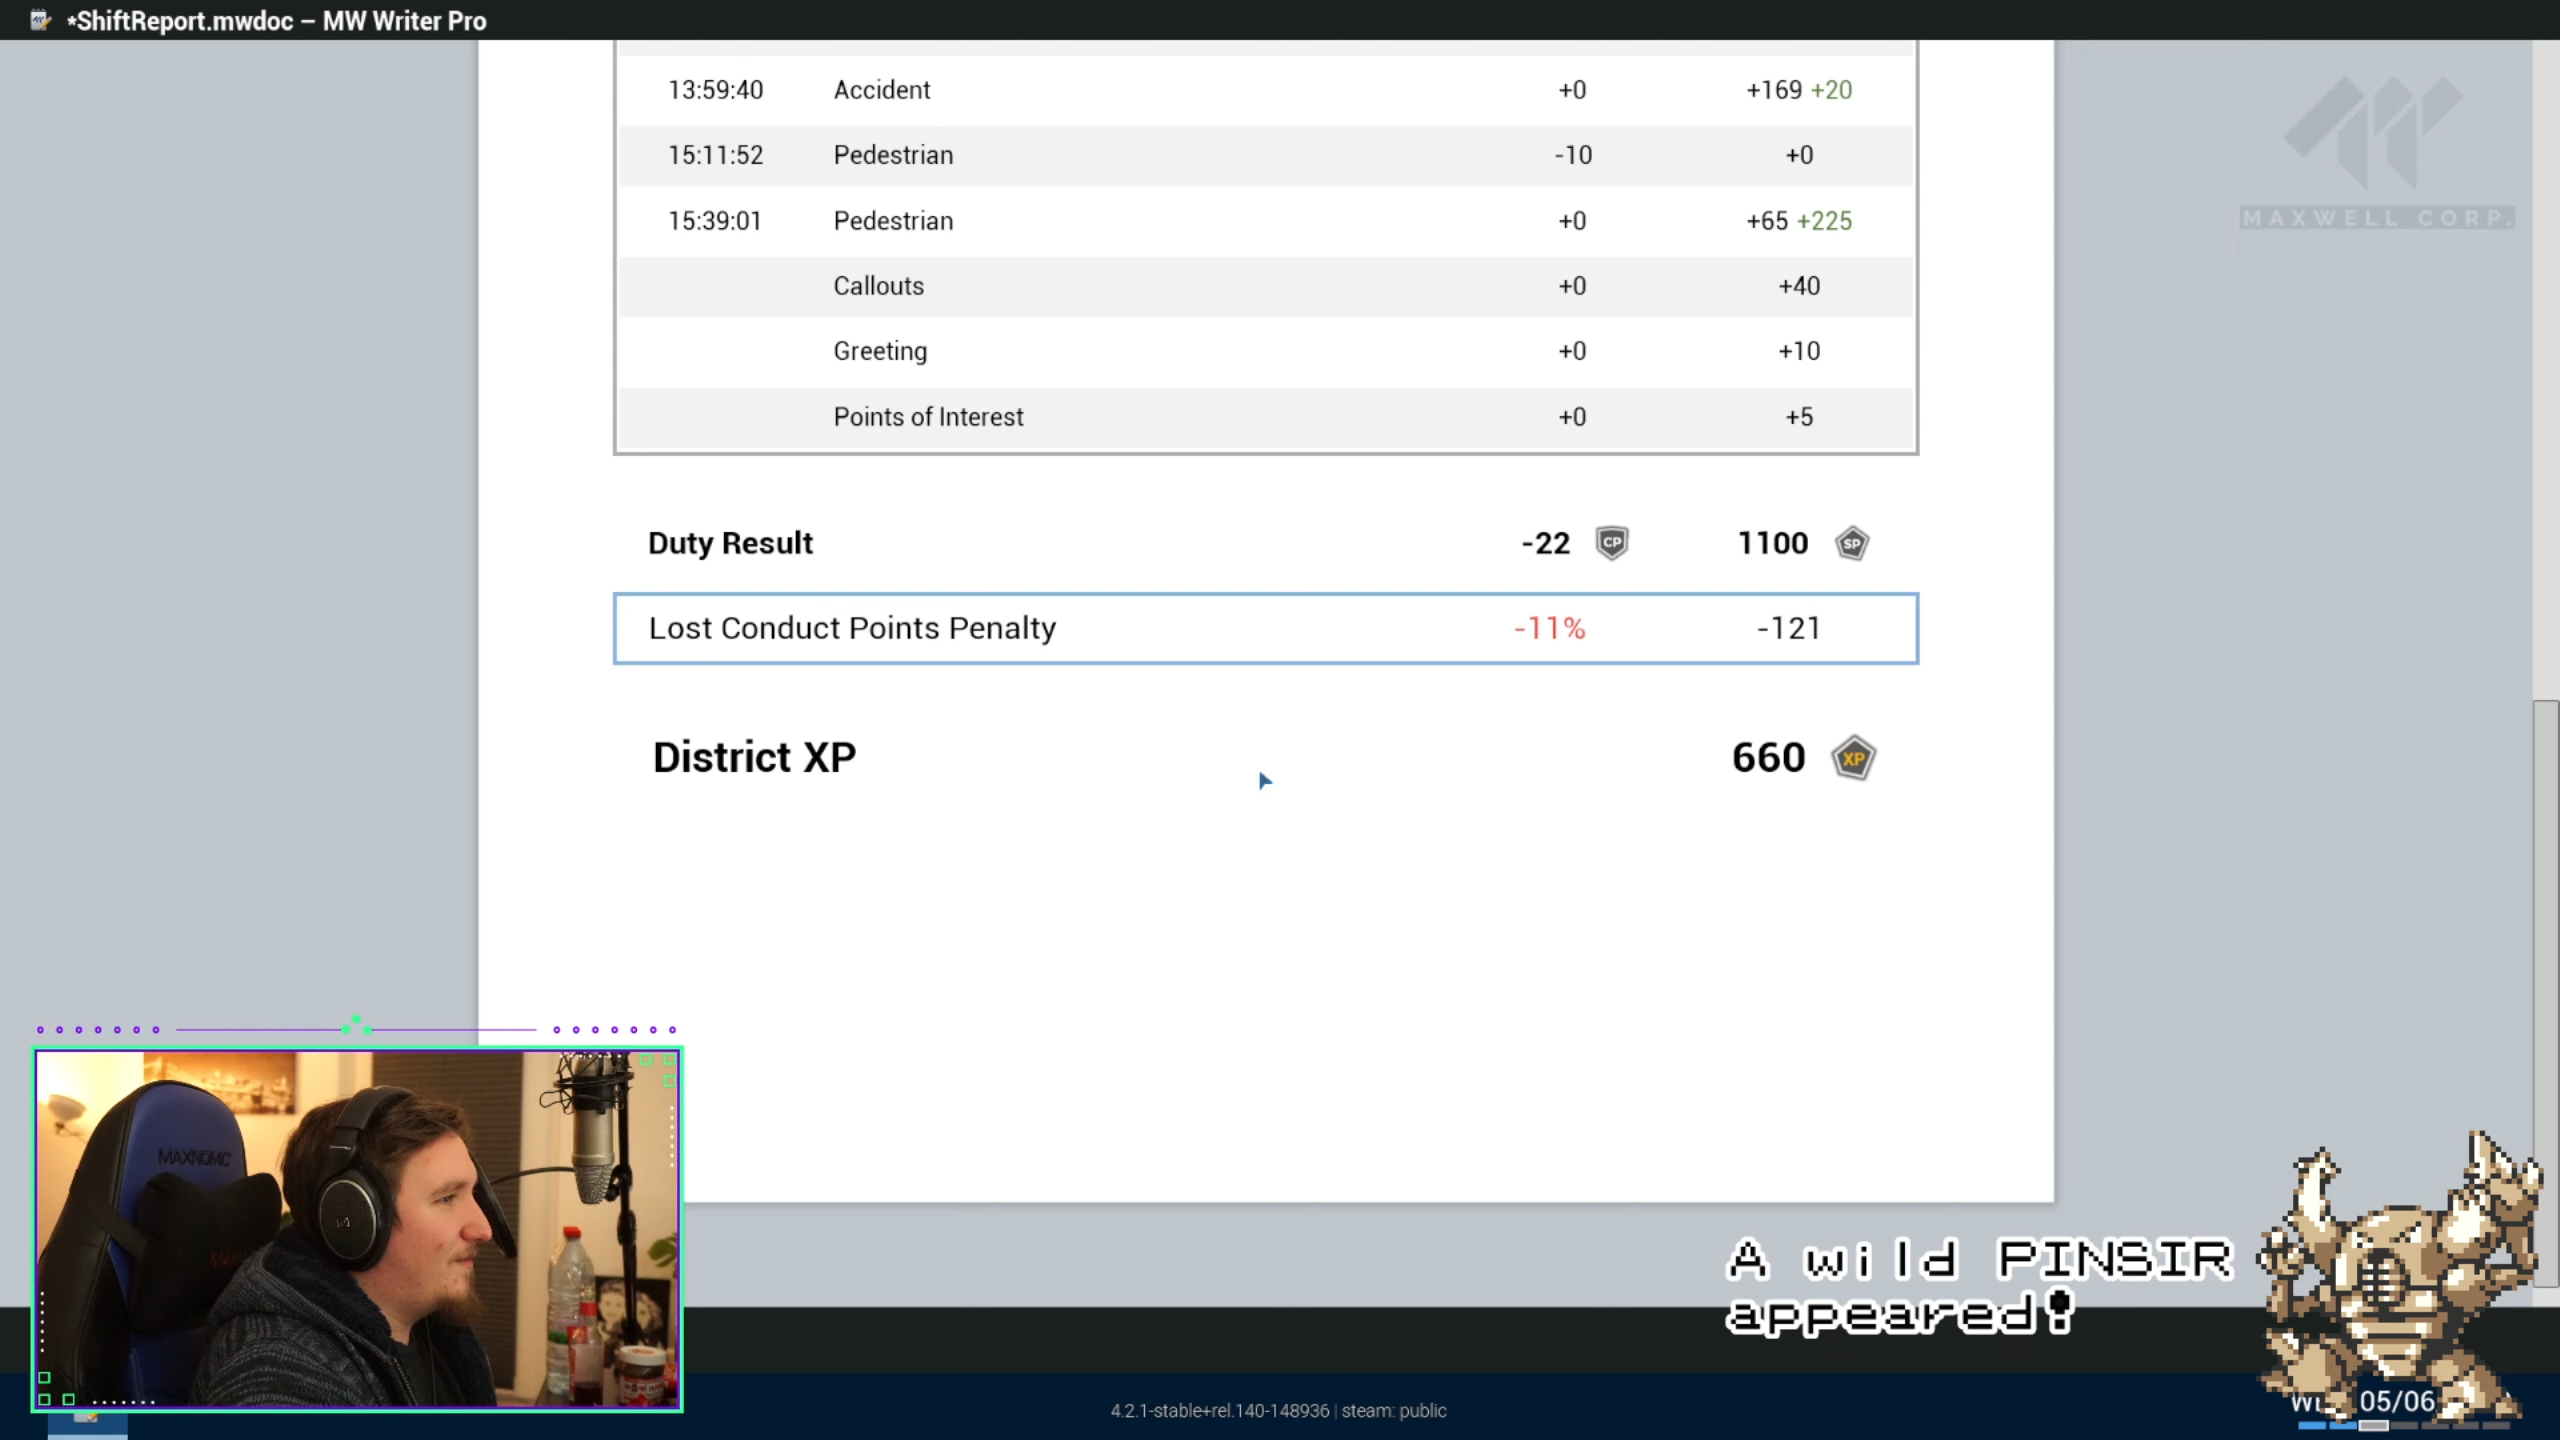 *ShiftReport.mwdoc – MW Writer Pro
13:59:40 Accident +0 +169 +20
15:11:52 Pedestrian -10 +0
15:39:01 Pedestrian +0 +65 +225
Callouts +0 +40
Greeting +0 +10
Points of Interest +0 +5
MAXWELL CORP.
Duty Result -22 CP 1100 SP
Lost Conduct Points Penalty -11% -121
District XP 660 XP
MAXNOMIC
A wild PINSIR
appeared!
4.2.1-stable+rel.140-148936 | steam: public
05/06